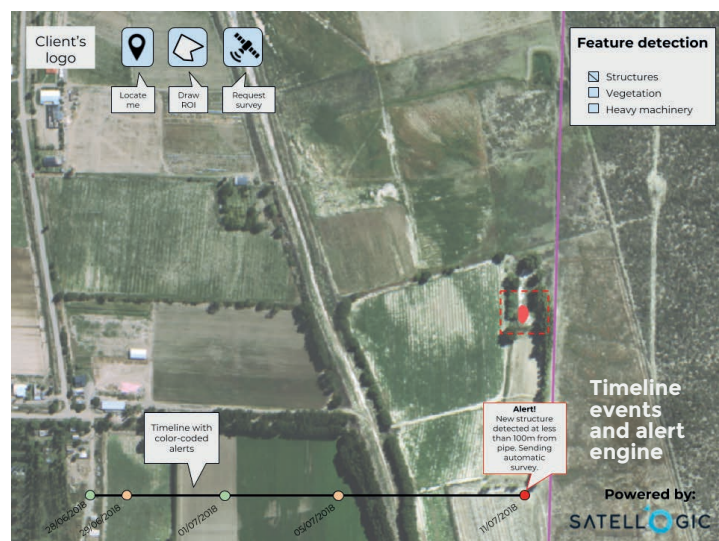 Client's
logo
Locate
me
Draw
ROI
Request
survey
Feature detection
Structures
Vegetation
Heavy machinery
Timeline
events
and alert
engine
Alert!
New structure
detected at less
than 100m from
pipe. Sending
automatic
survey.
Timeline with
color-coded
alerts
28/06/2018
29/06/2018
01/07/2018
05/07/2018
11/07/2018
Powered by:
SATELLOGIC